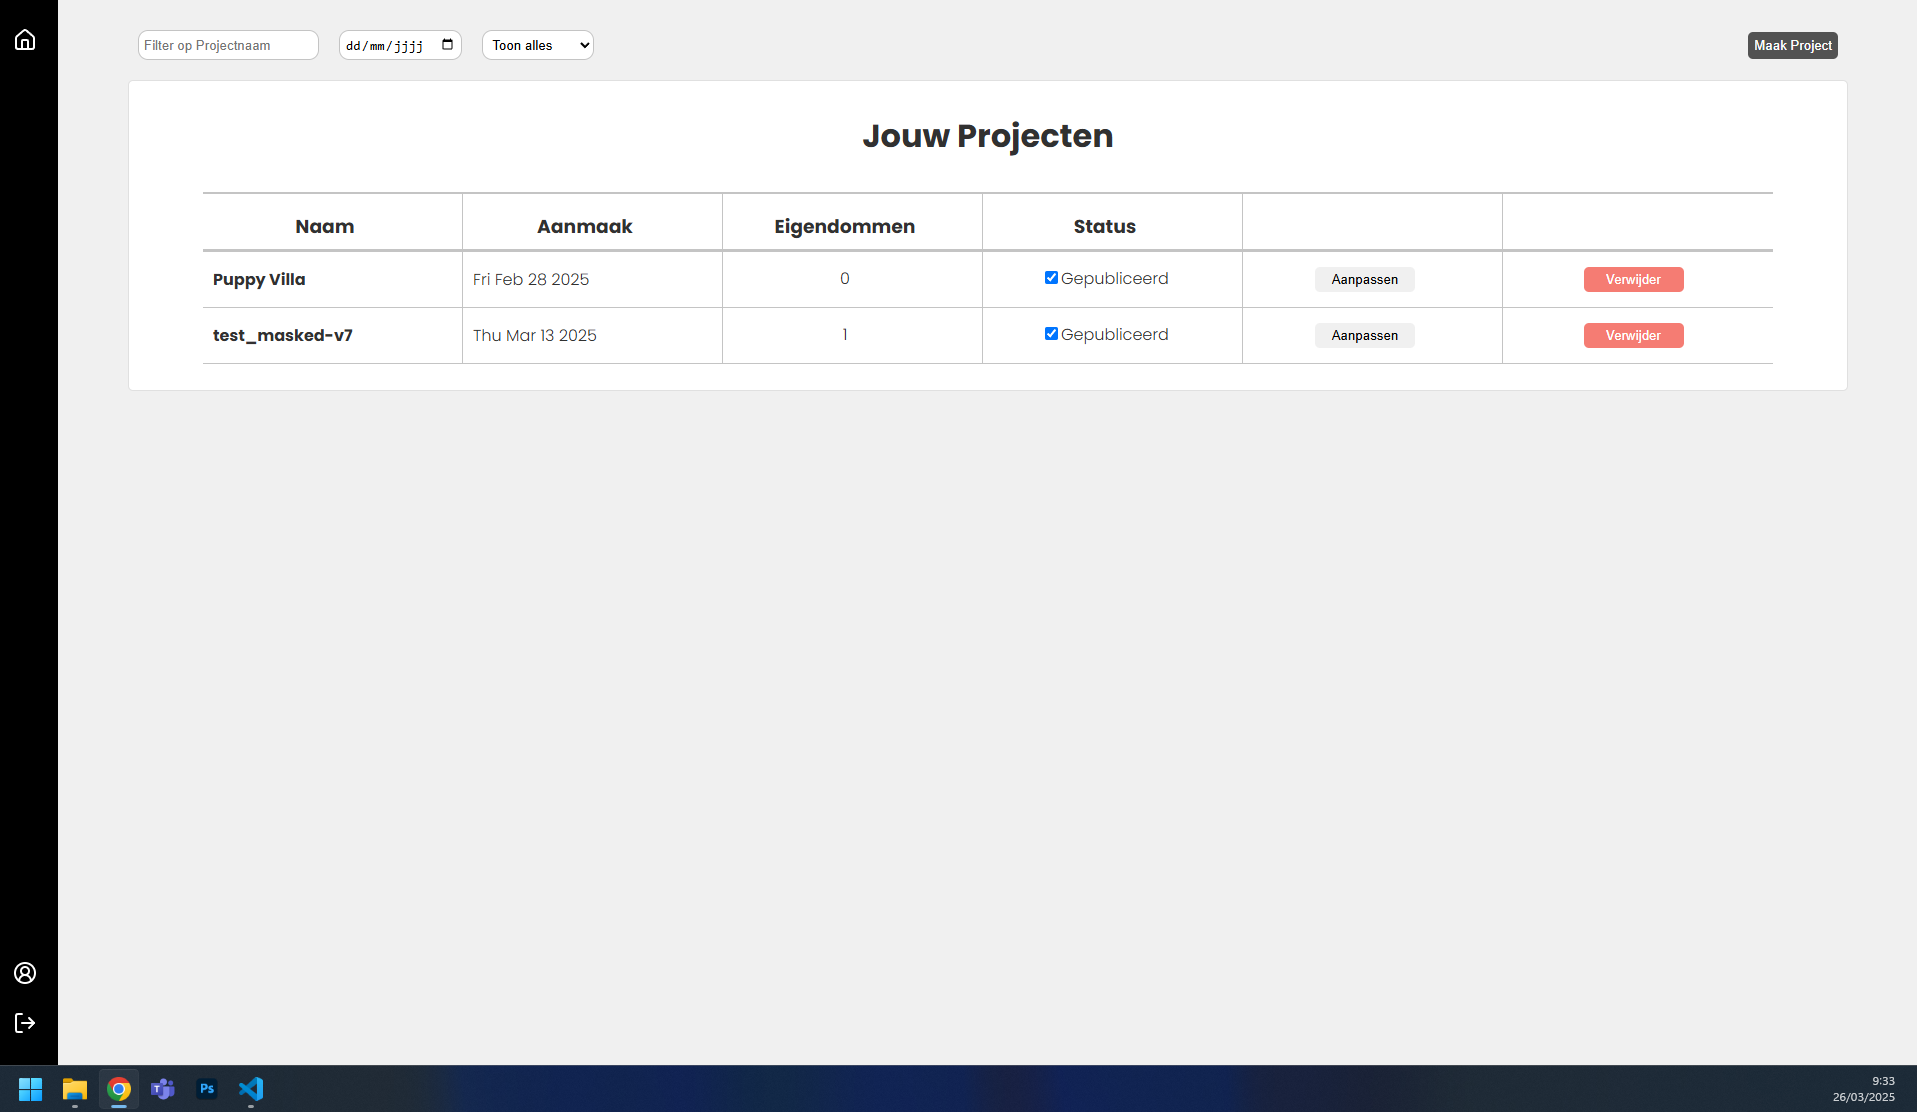 Filter op Projectnaam dd/mm/jjjj Toon alles Maak Project
Jouw Projecten
Naam Aanmaak Eigendommen Status
Puppy Villa Fri Feb 28 2025 0 Gepubliceerd Aanpassen Verwijder
test_masked-v7 Thu Mar 13 2025 1 Gepubliceerd Aanpassen Verwijder
T Ps 9:33
26/03/2025